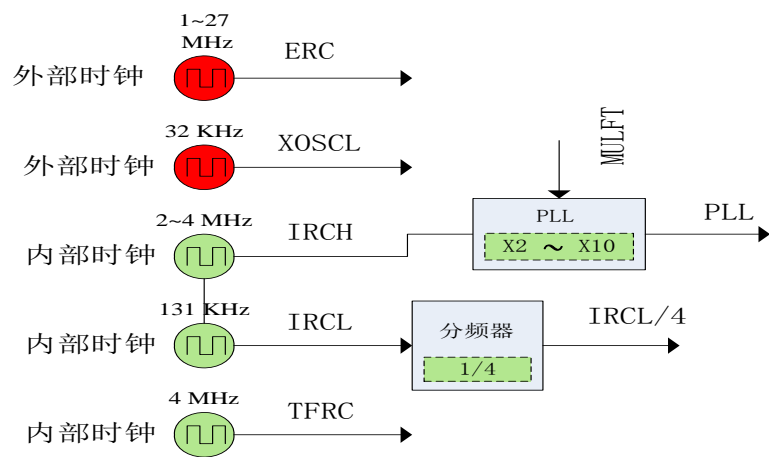 1~27
MHz
外部时钟
ERC
32 KHz
外部时钟
XOSCL
MULFT
2~4 MHz
内部时钟
IRCH
PLL
X2 ～ X10
PLL
131 KHz
内部时钟
IRCL
分频器
1/4
IRCL/4
4 MHz
内部时钟
TFRC